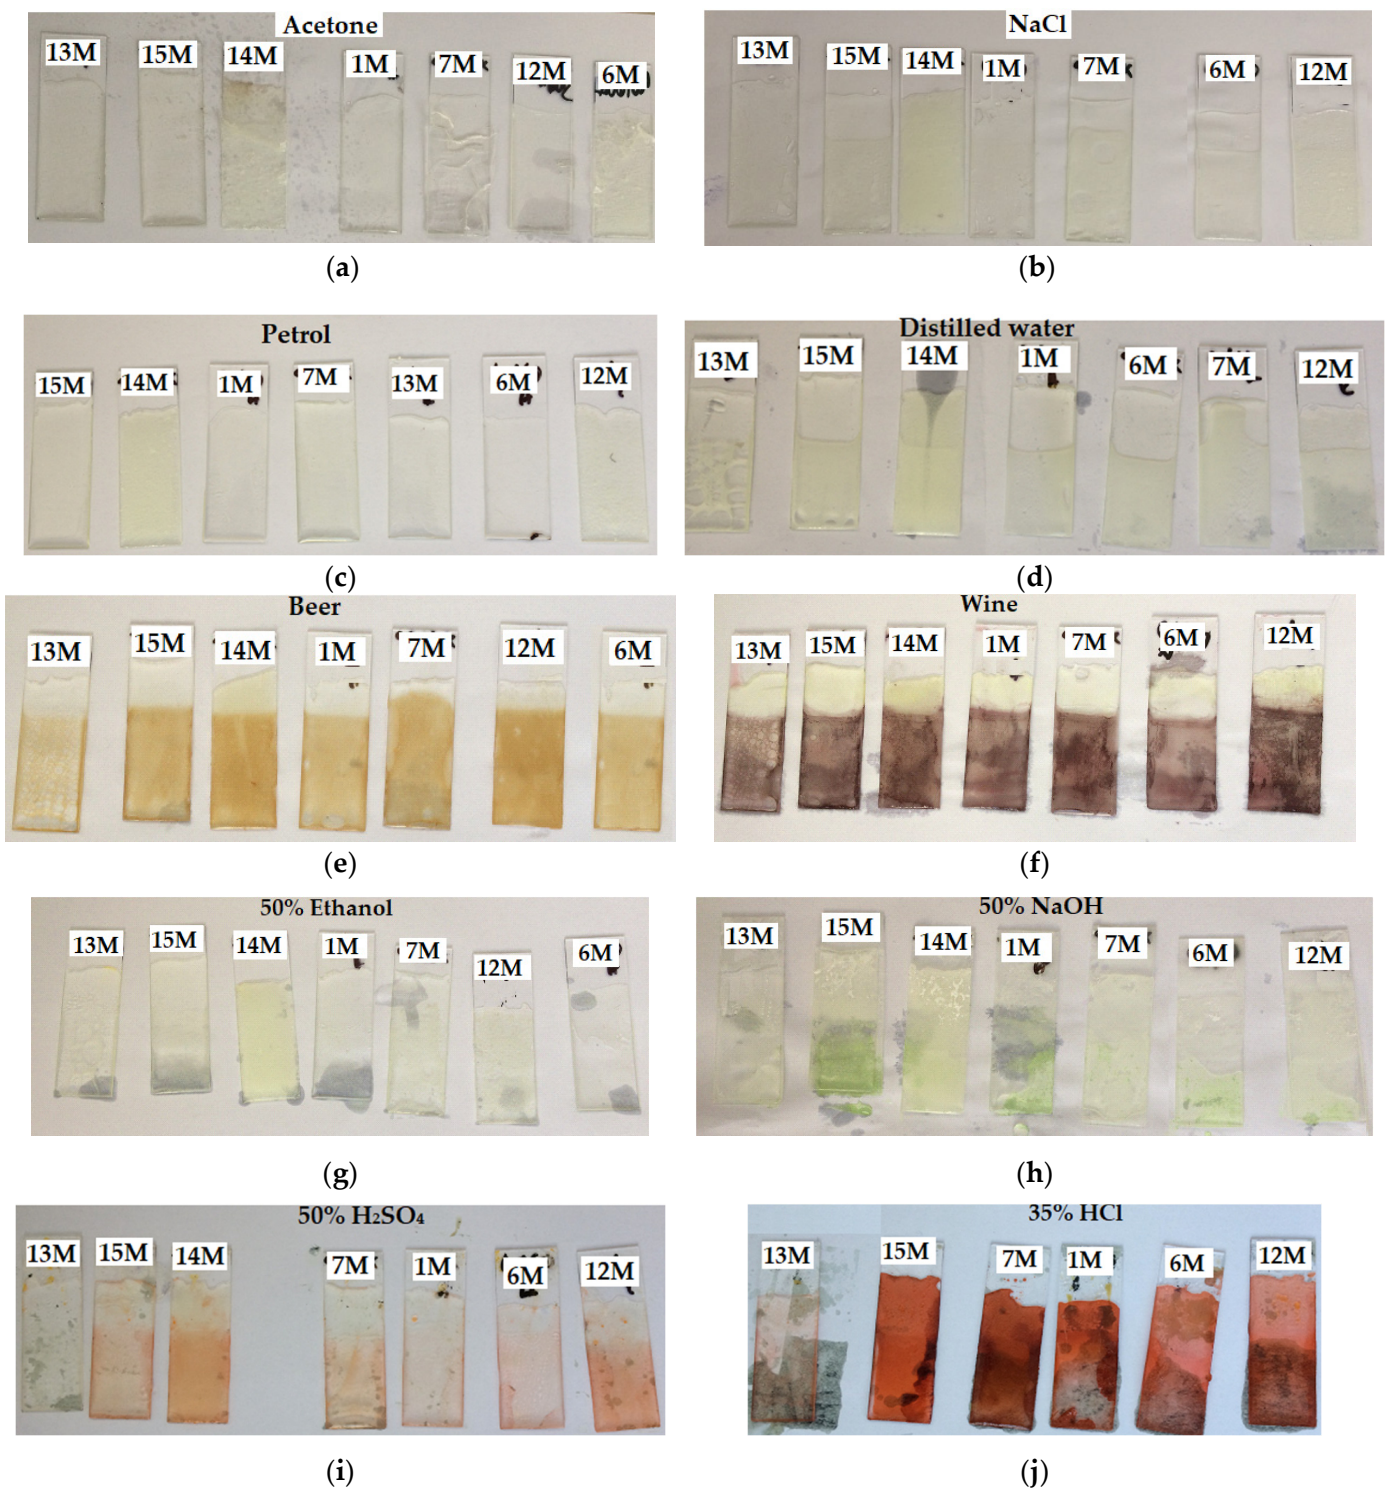 Acetone
13M 15M 14M 1M 7M 12M 6M
(a)
NaCl
13M 15M 14M 1M 7M 6M 12M
(b)
Petrol
15M 14M 1M 7M 13M 6M 12M
(c)
Distilled water
13M 15M 14M 1M 6M 7M 12M
(d)
Beer
13M 15M 14M 1M 7M 12M 6M
(e)
Wine
13M 15M 14M 1M 7M 6M 12M
(f)
50% Ethanol
13M 15M 14M 1M 7M 12M 6M
(g)
50% NaOH
13M 15M 14M 1M 7M 6M 12M
(h)
50% H₂SO₄
13M 15M 14M 7M 1M 6M 12M
(i)
35% HCl
13M 15M 7M 1M 6M 12M
(j)